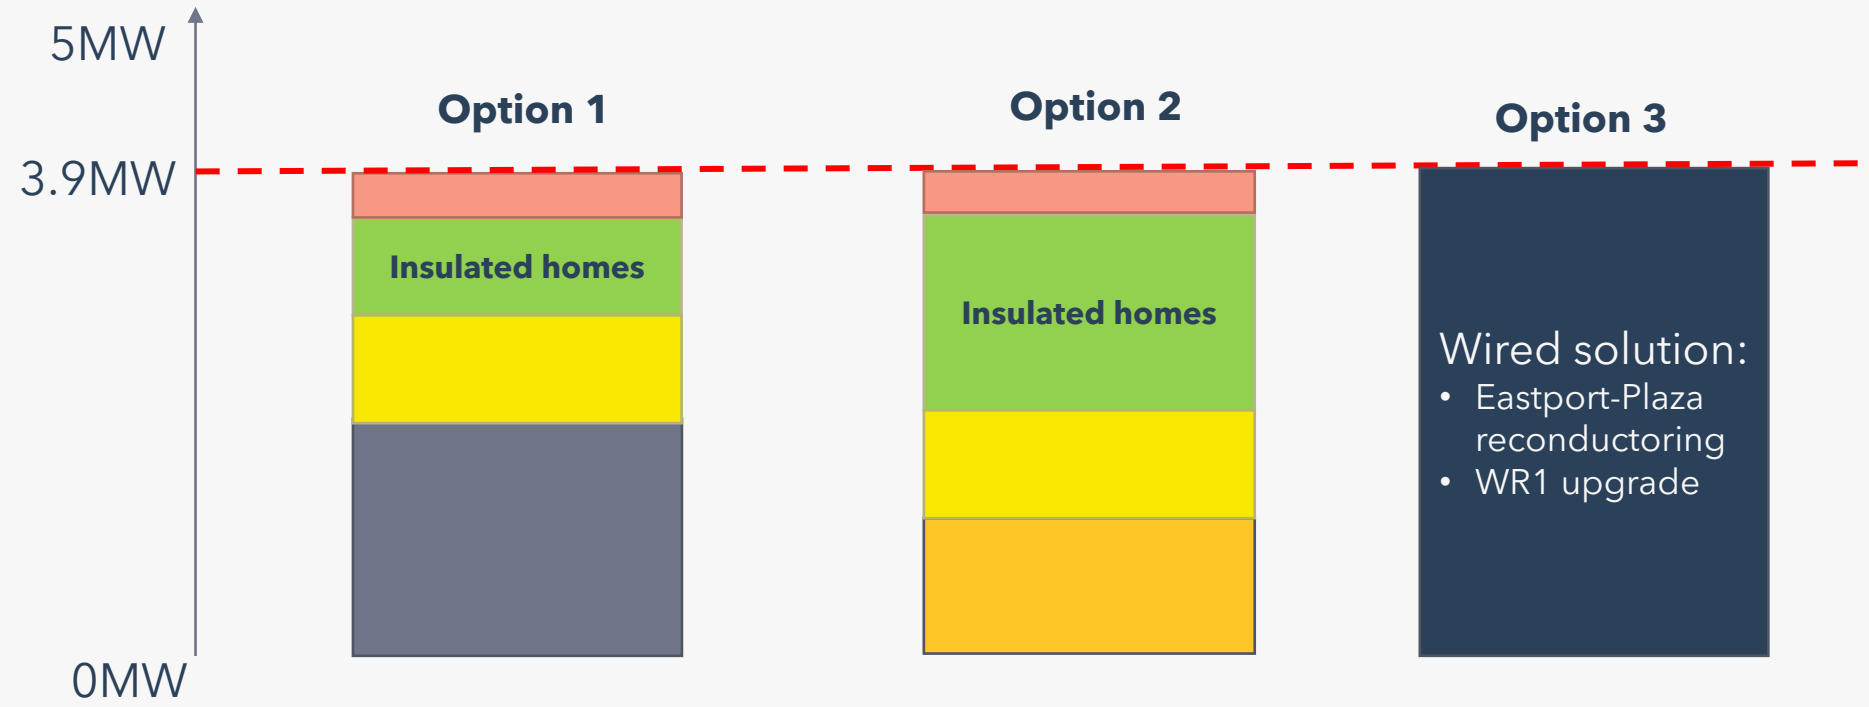 5MW
Option 1
Option 2
Option 3
3.9MW
Insulated homes
Insulated homes
Wired solution:
• Eastport-Plaza
reconductoring
• WR1 upgrade
0MW